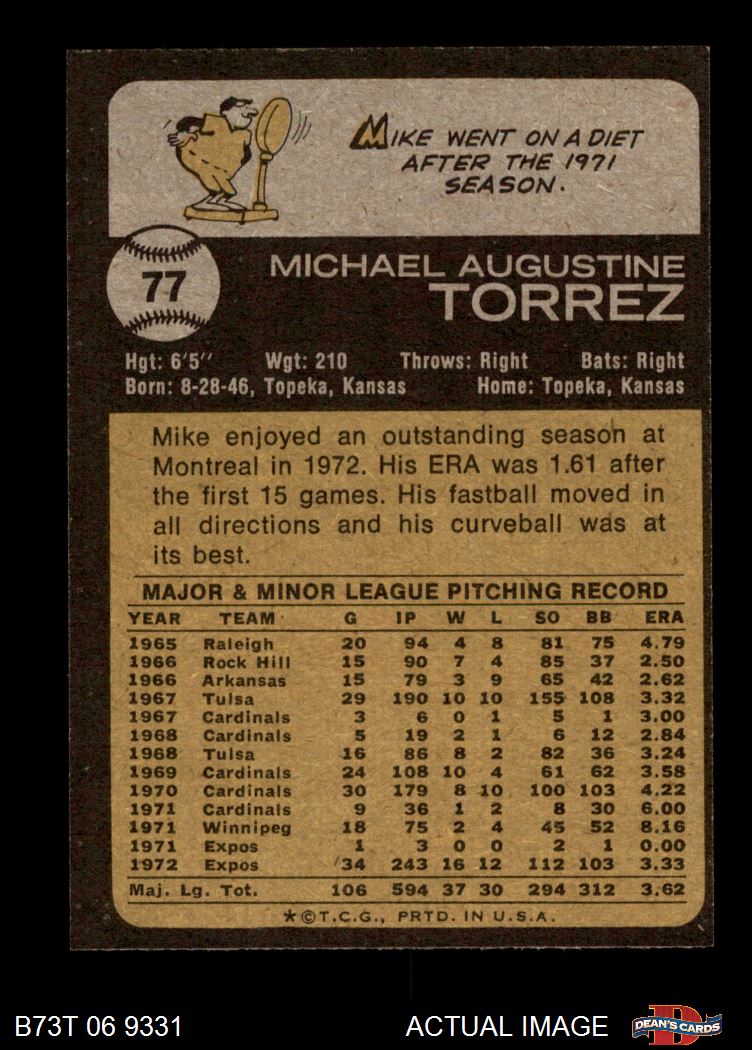 MIKE WENT ON A DIET
AFTER THE 1971
SEASON.
77
MICHAEL AUGUSTINE
TORREZ
Hgt: 6'5" Wgt: 210 Throws: Right Bats: Right
Born: 8-28-46, Topeka, Kansas Home: Topeka, Kansas
Mike enjoyed an outstanding season at
Montreal in 1972. His ERA was 1.61 after
the first 15 games. His fastball moved in
all directions and his curveball was at
its best.
MAJOR & MINOR LEAGUE PITCHING RECORD
YEAR TEAM G IP W L SO BB ERA
1965 Raleigh 20 94 4 8 81 75 4.79
1966 Rock Hill 15 90 7 4 85 37 2.50
1966 Arkansas 15 79 3 9 65 42 2.62
1967 Tulsa 29 190 10 10 155 108 3.32
1967 Cardinals 3 6 0 1 5 1 3.00
1968 Cardinals 5 19 2 1 6 12 2.84
1968 Tulsa 16 86 8 2 82 36 3.24
1969 Cardinals 24 108 10 4 61 62 3.58
1970 Cardinals 30 179 8 10 100 103 4.22
1971 Cardinals 9 36 1 2 8 30 6.00
1971 Winnipeg 18 75 2 4 45 52 8.16
1971 Expos 1 3 0 0 2 1 0.00
1972 Expos 34 243 16 12 112 103 3.33
Maj. Lg. Tot. 106 594 37 30 294 312 3.62
★©T.C.G., PRTD. IN U.S.A.
B73T 06 9331 ACTUAL IMAGE D DEAN'S CARDS